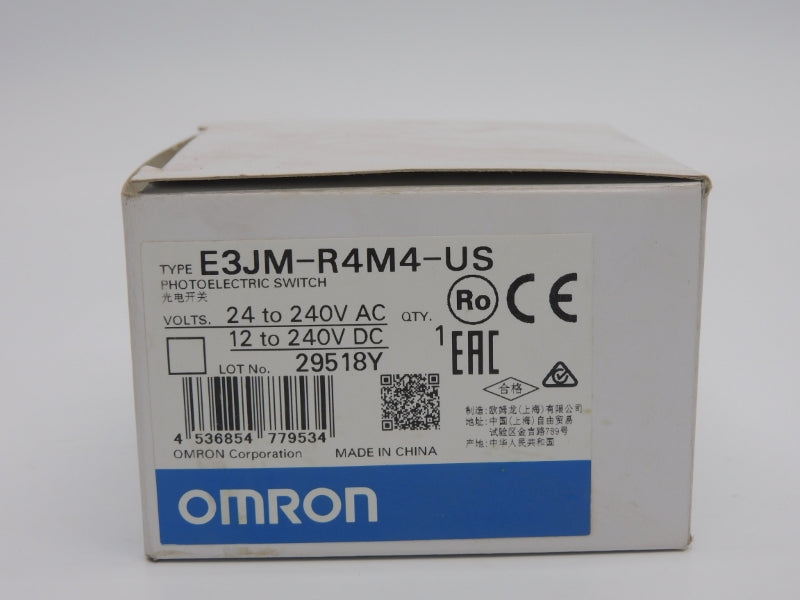 TYPE E3JM-R4M4-US
PHOTOELECTRIC SWITCH
光电开关
VOLTS. 24 to 240V AC QTY.
12 to 240V DC 1
LOT No. 29518Y
Ro CE
EAC
合格
4 536854 779534
OMRON Corporation MADE IN CHINA
制造:欧姆龙(上海)有限公司
地址:中国(上海)自由贸易
试验区金吉路789号
产地:中华人民共和国
OMRON